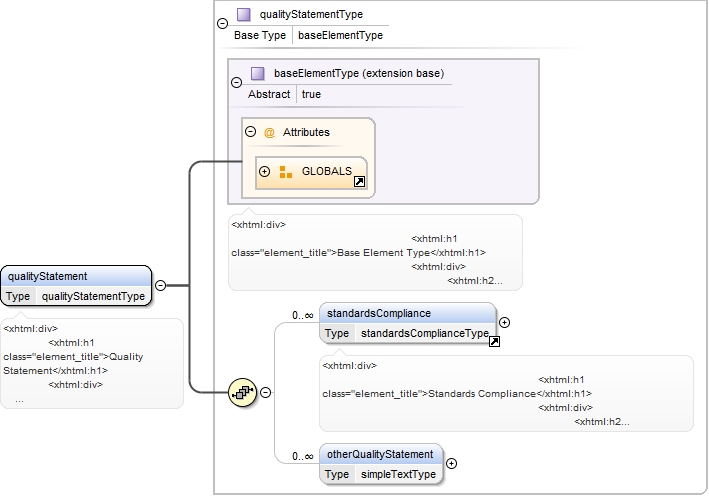 qualityStatementType
Base Type baseElementType
baseElementType (extension base)
Abstract true
@ Attributes
GLOBALS
<xhtml:div>
<xhtml:h1
class="element_title">Base Element Type</xhtml:h1>
<xhtml:div>
<xhtml:h2...
qualityStatement
Type qualityStatementType
<xhtml:div>
<xhtml:h1
class="element_title">Quality
Statement</xhtml:h1>
<xhtml:div>
...
0..∞
standardsCompliance
Type standardsComplianceType
<xhtml:div>
<xhtml:h1
class="element_title">Standards Compliance</xhtml:h1>
<xhtml:div>
<xhtml:h2...
0..∞
otherQualityStatement
Type simpleTextType